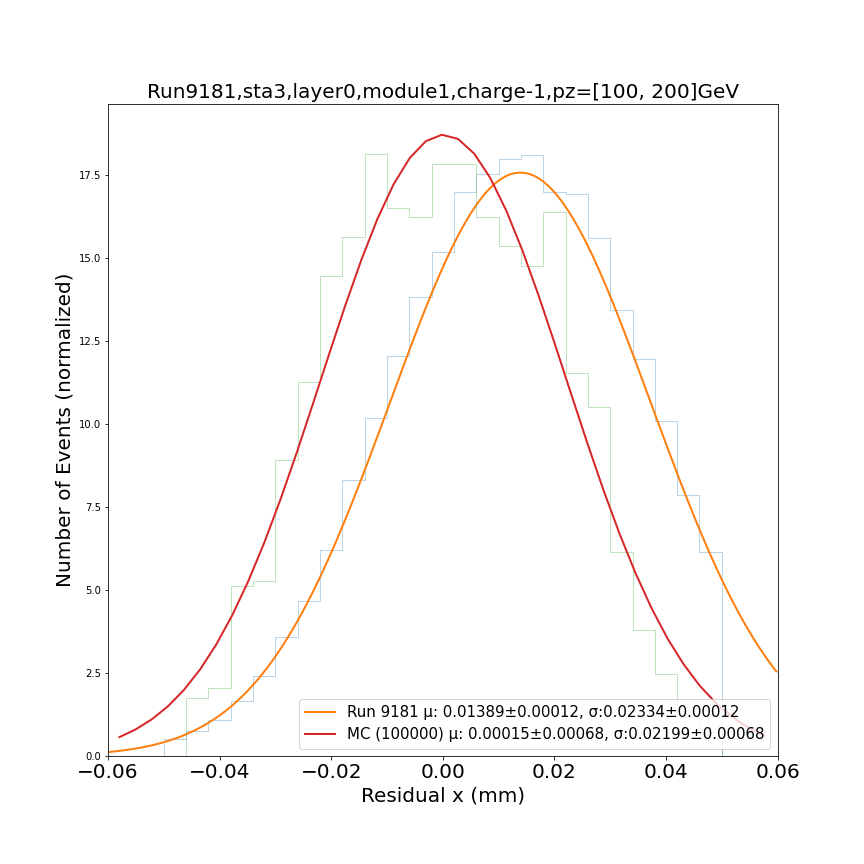 Run9181,sta3,layer0,module1,charge-1,pz=[100, 200]GeV
Number of Events (normalized)
17.5
15.0
12.5
10.0
7.5
5.0
2.5
0.0
Run 9181 μ: 0.01389±0.00012, σ:0.02334±0.00012
MC (100000) μ: 0.00015±0.00068, σ:0.02199±0.00068
−0.06 −0.04 −0.02 0.00 0.02 0.04 0.06
Residual x (mm)